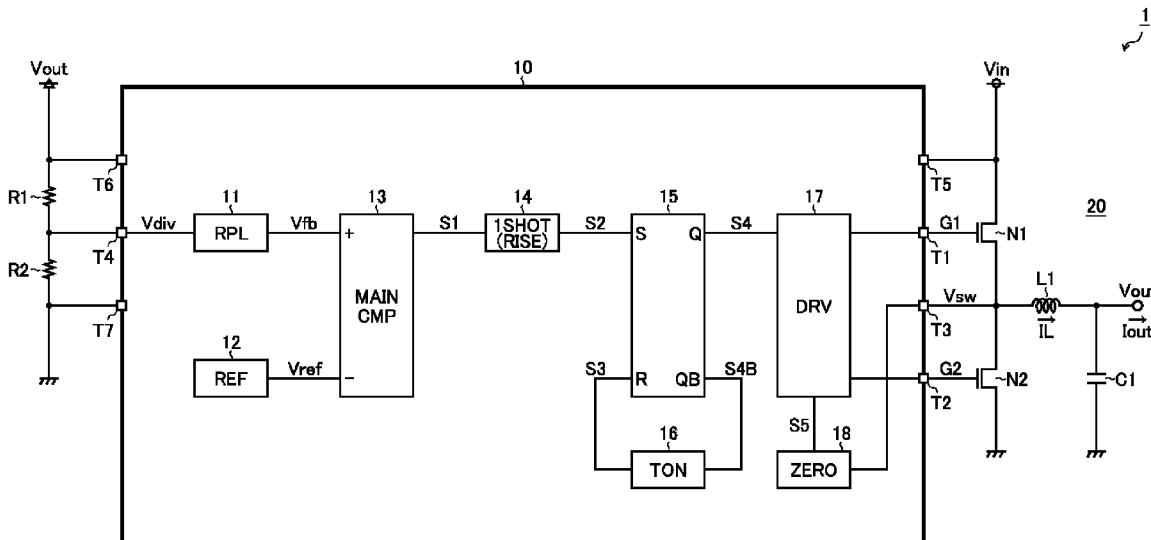 1
Vout
10
Vin
T6
T5
R1
11
13
14
15
17
20
Vdiv
RPL
Vfb
+
S1
1SHOT
(RISE)
S2
S
Q
S4
G1
N1
T4
T1
R2
MAIN
CMP
DRV
L1
Vsw
Vou
T7
T3
IL
Iout
12
REF
Vref
−
S3
R
QB
S4B
G2
N2
C1
T2
16
S5
18
TON
ZERO